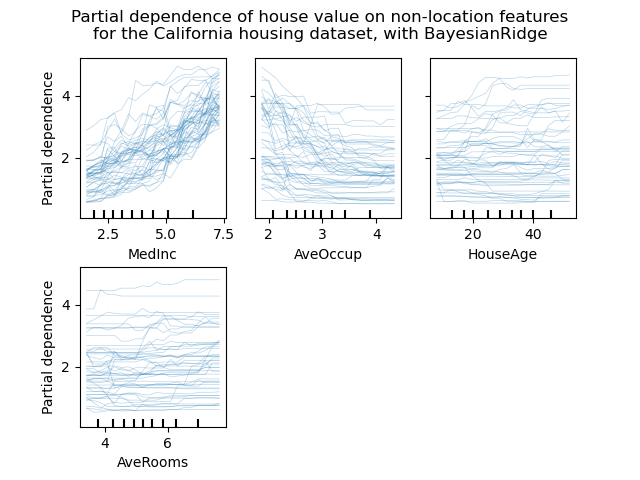 Partial dependence of house value on non-location features
for the California housing dataset, with BayesianRidge
Partial dependence
4
2
2.5 5.0 7.5
MedInc
2 3 4
AveOccup
20 40
HouseAge
Partial dependence
4
2
4 6
AveRooms